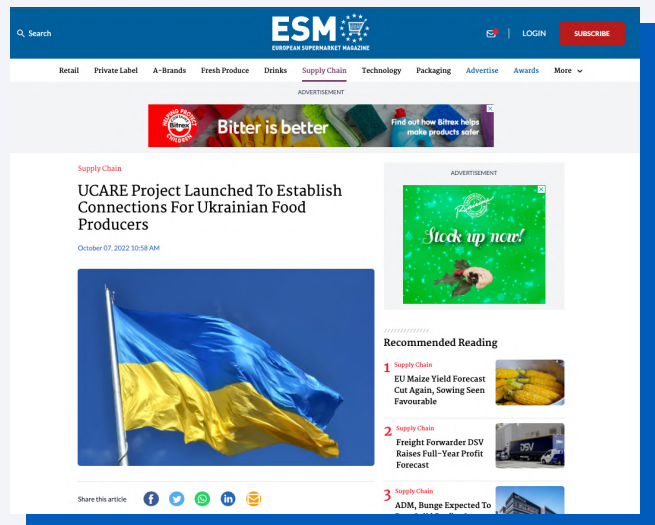 Search
ESM
EUROPEAN SUPERMARKET MAGAZINE
LOGIN
SUBSCRIBE
Retail Private Label A-Brands Fresh Produce Drinks Supply Chain Technology Packaging Advertise Awards More
ADVERTISEMENT
HELPING PROTECT
CHILDREN
Bitrex
Bitter is better
Find out how Bitrex helps
make products safer
Supply Chain
UCARE Project Launched To Establish
Connections For Ukrainian Food
Producers
October 07, 2022 10:58 AM
Share this article
ADVERTISEMENT
Stock up now!
Recommended Reading
1 Supply Chain
EU Maize Yield Forecast
Cut Again, Sowing Seen
Favourable
2 Supply Chain
Freight Forwarder DSV
Raises Full-Year Profit
Forecast
DSV
3 Supply Chain
ADM, Bunge Expected To